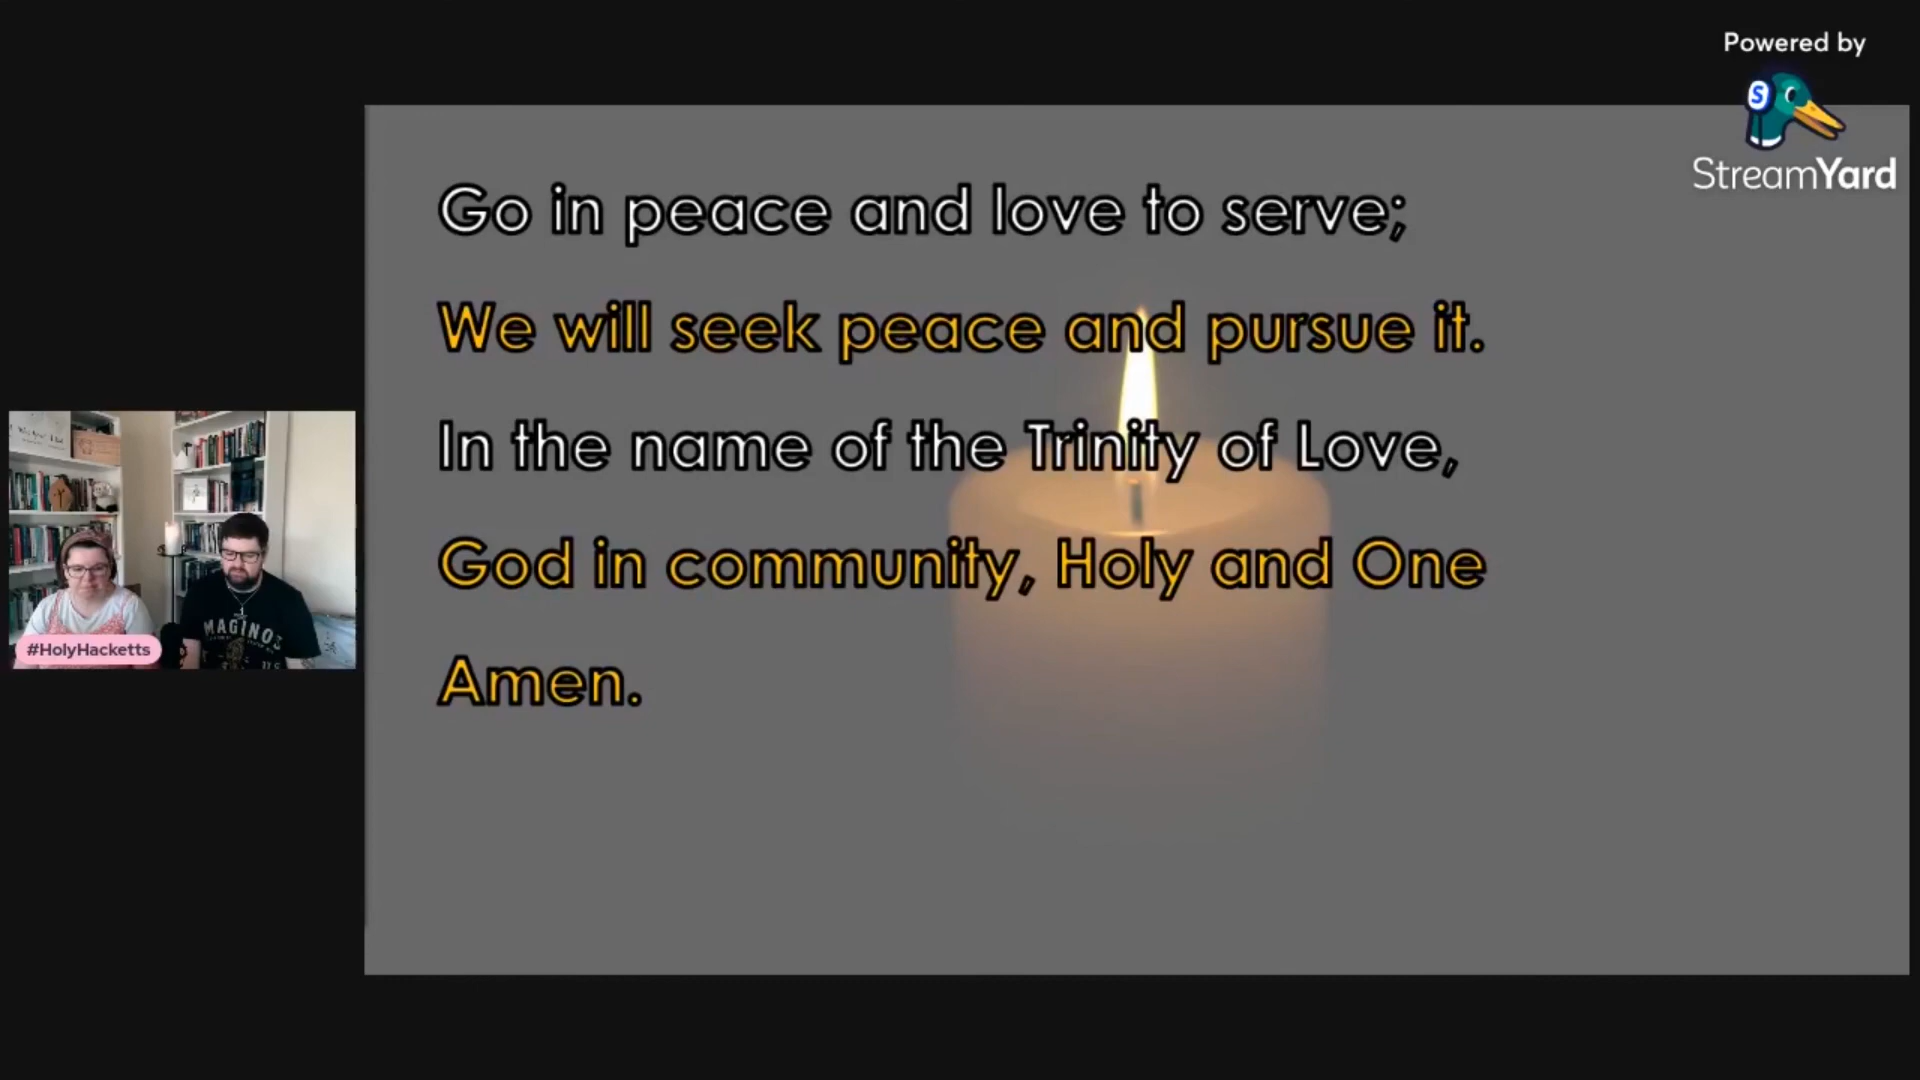 Powered by
StreamYard
Go in peace and love to serve;
We will seek peace and pursue it.
In the name of the Trinity of Love,
God in community, Holy and One
Amen.
#HolyHacketts